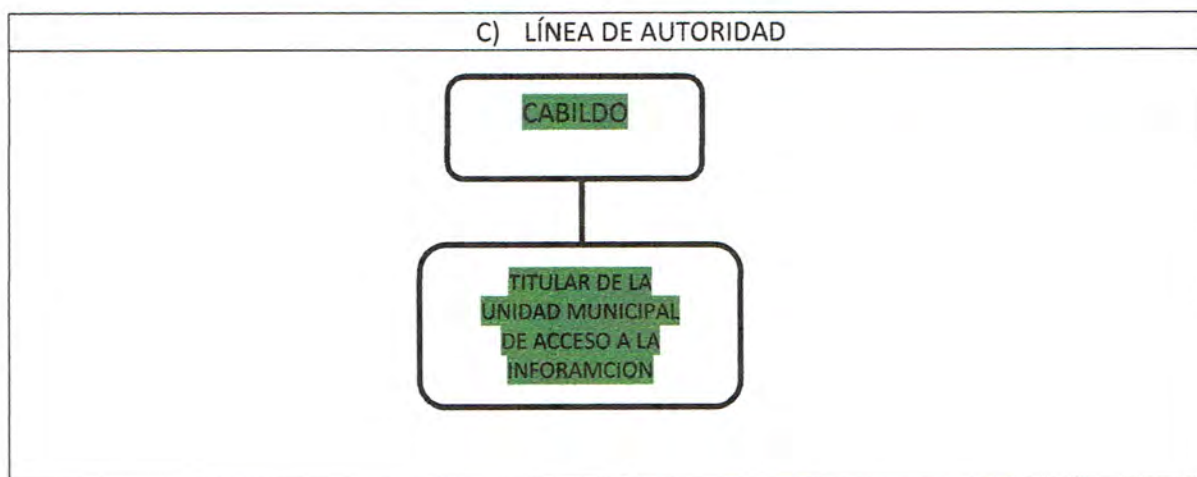 C) LÍNEA DE AUTORIDAD
CABILDO
TITULAR DE LA
UNIDAD MUNICIPAL
DE ACCESO A LA
INFORAMCION